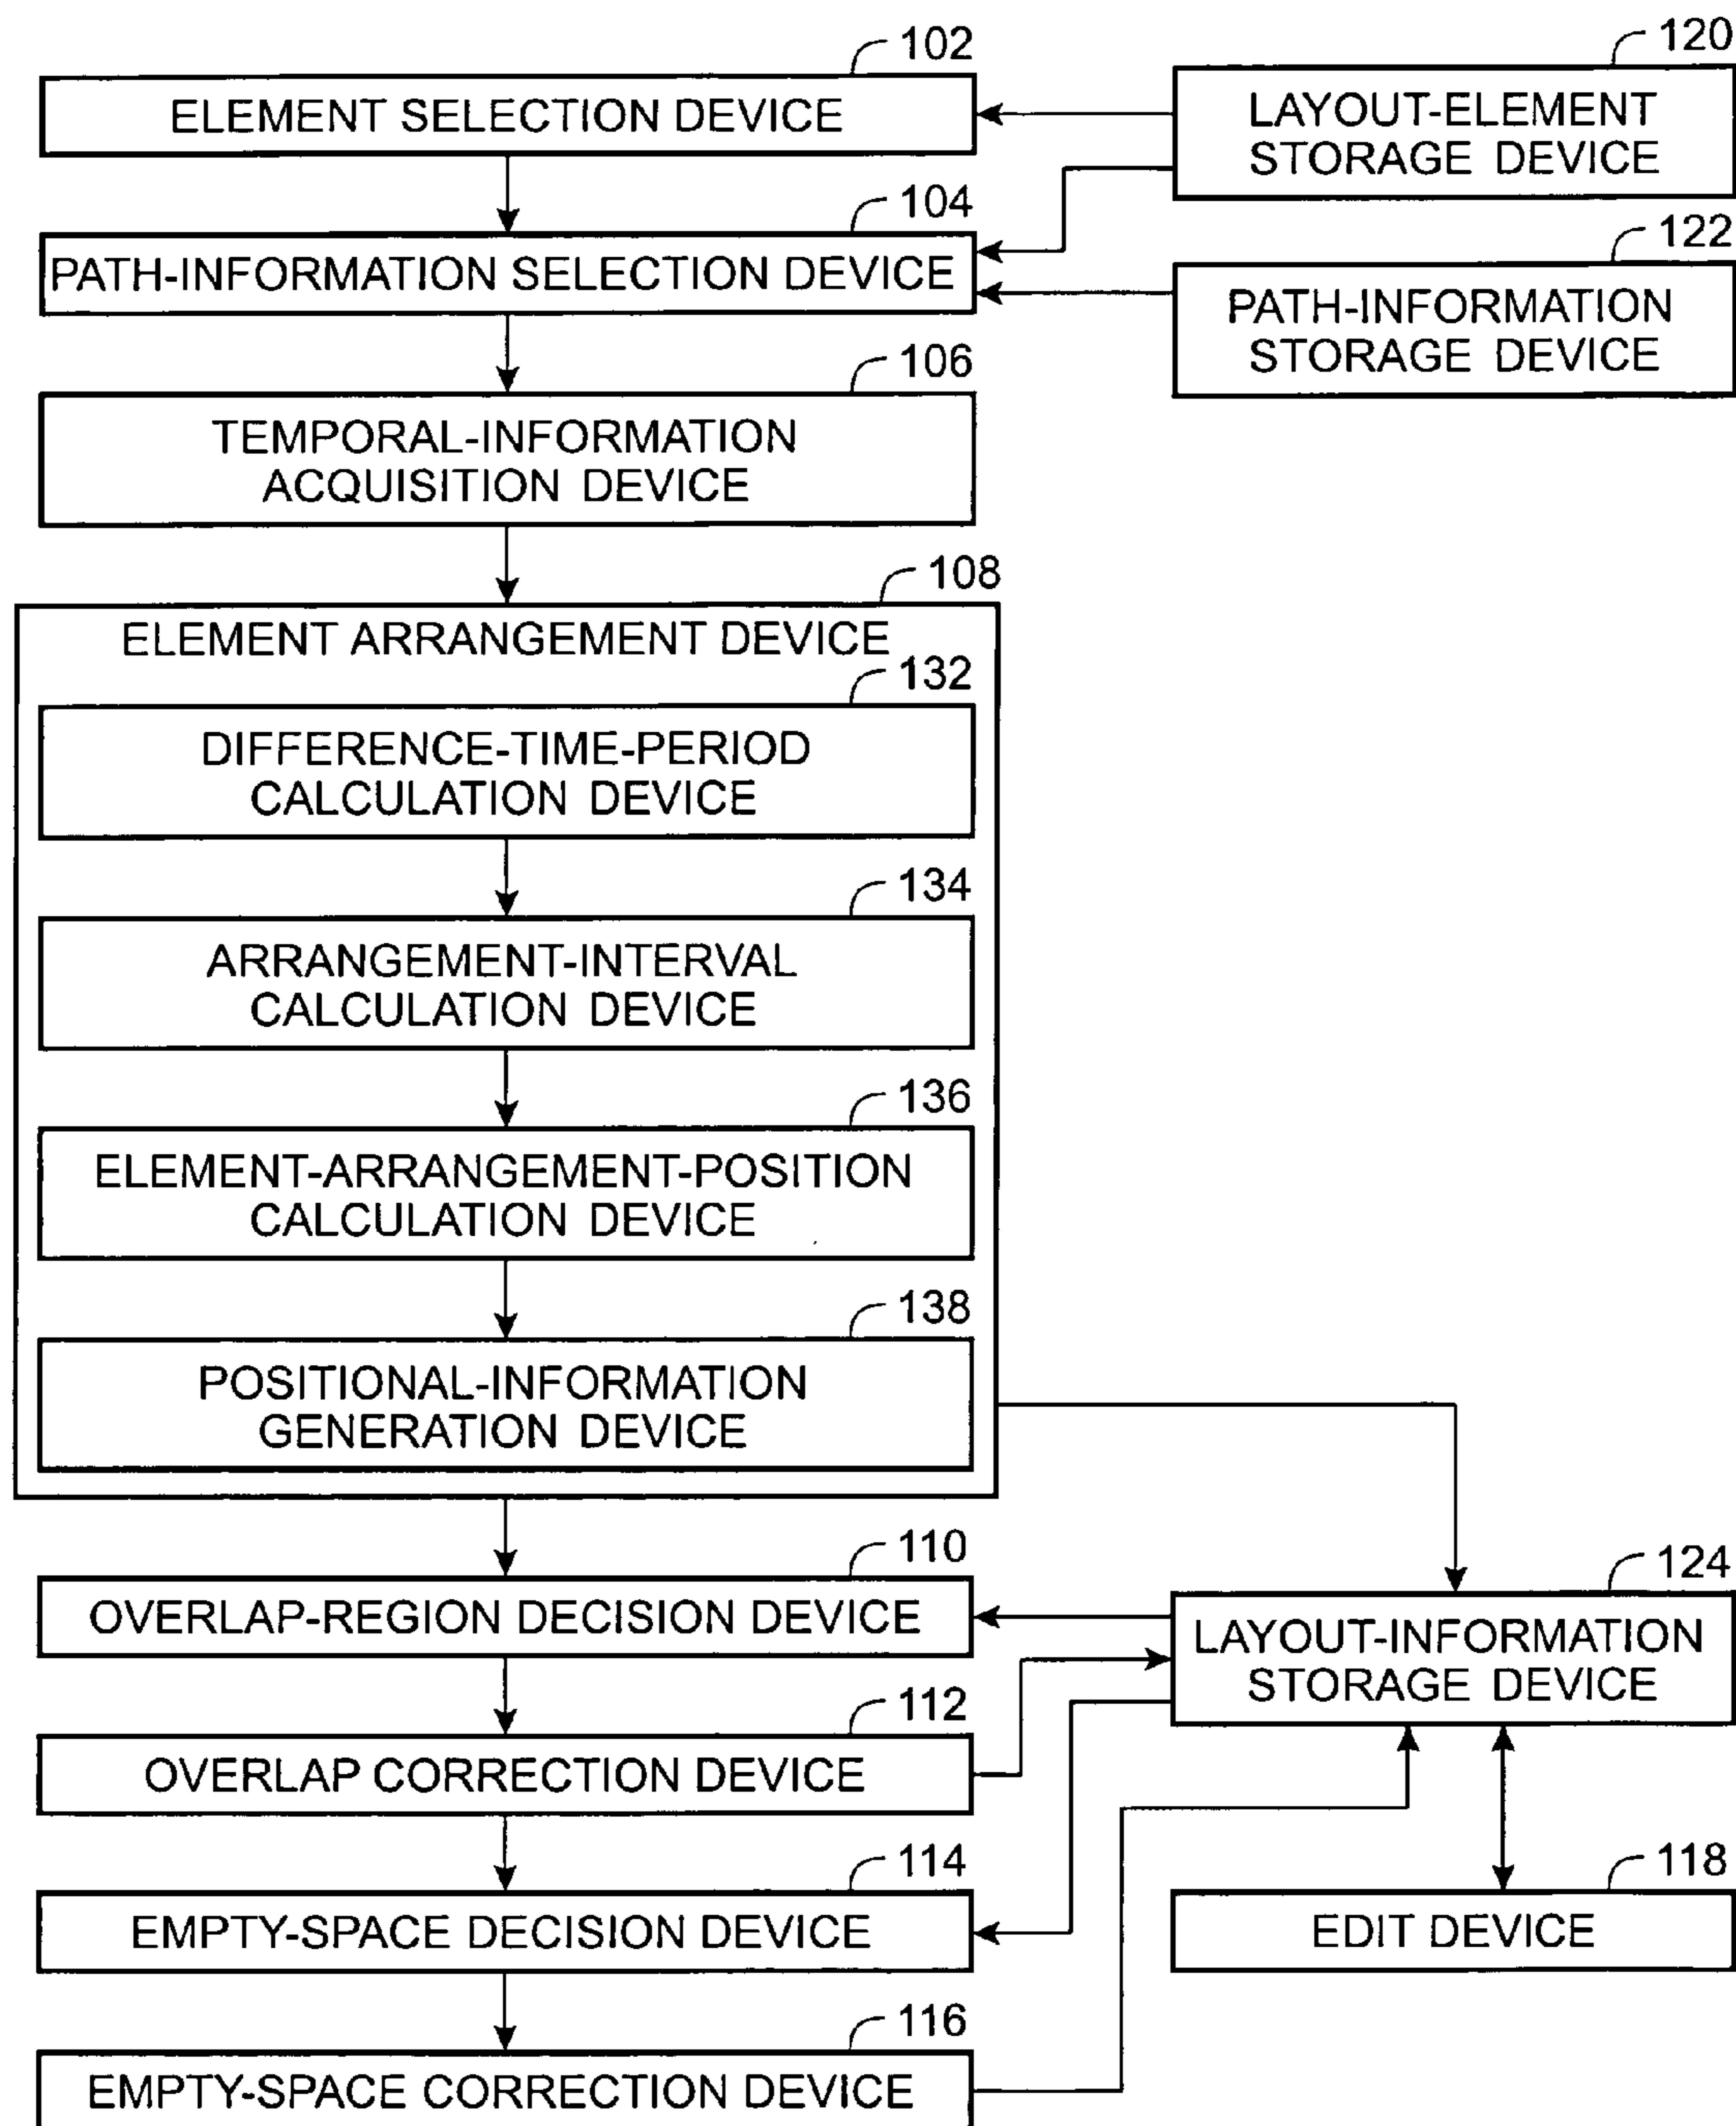 102
ELEMENT SELECTION DEVICE
120
LAYOUT-ELEMENT
STORAGE DEVICE
104
PATH-INFORMATION SELECTION DEVICE
122
PATH-INFORMATION
STORAGE DEVICE
106
TEMPORAL-INFORMATION
ACQUISITION DEVICE
108
ELEMENT ARRANGEMENT DEVICE
132
DIFFERENCE-TIME-PERIOD
CALCULATION DEVICE
134
ARRANGEMENT-INTERVAL
CALCULATION DEVICE
136
ELEMENT-ARRANGEMENT-POSITION
CALCULATION DEVICE
138
POSITIONAL-INFORMATION
GENERATION DEVICE
110
OVERLAP-REGION DECISION DEVICE
124
LAYOUT-INFORMATION
STORAGE DEVICE
112
OVERLAP CORRECTION DEVICE
114
EMPTY-SPACE DECISION DEVICE
118
EDIT DEVICE
116
EMPTY-SPACE CORRECTION DEVICE